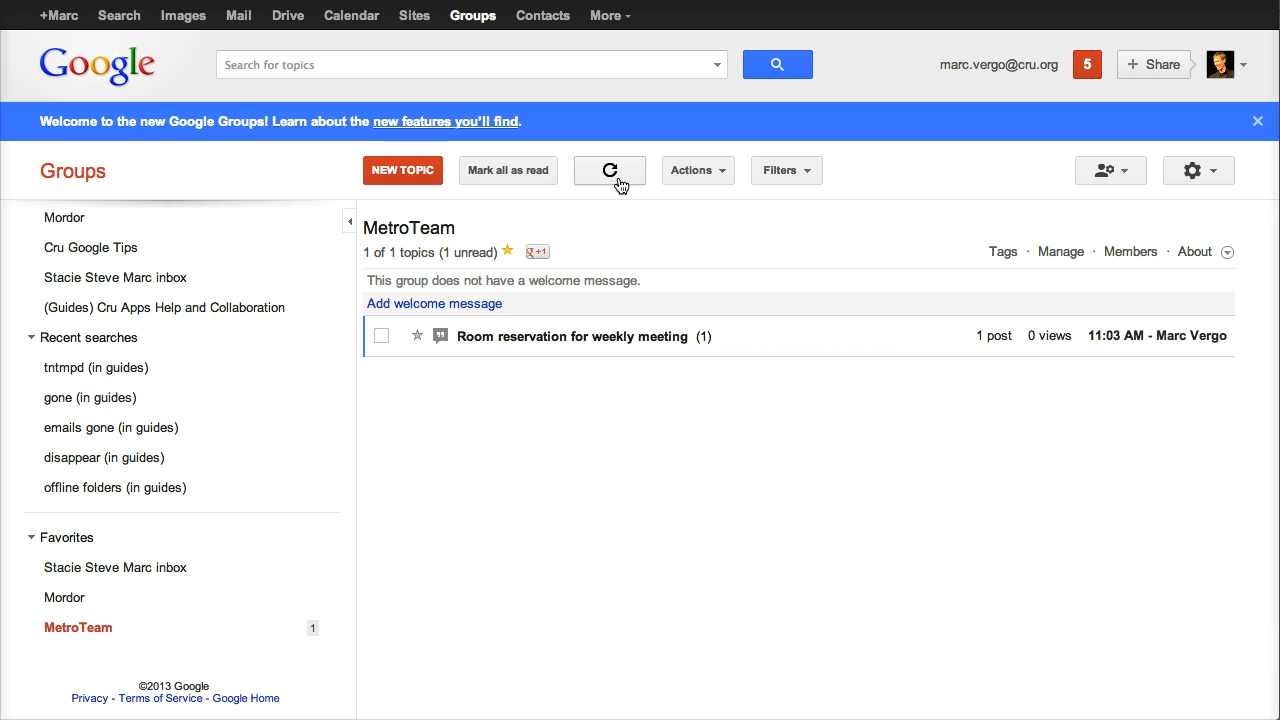 +Marc Search Images Mail Drive Calendar Sites Groups Contacts More
Google
Search for topics
marc.vergo@cru.org
5
+ Share
Welcome to the new Google Groups! Learn about the new features you'll find.
Groups
NEW TOPIC
Mark all as read
Actions
Filters
Mordor
Cru Google Tips
Stacie Steve Marc inbox
(Guides) Cru Apps Help and Collaboration
Recent searches
tntmpd (in guides)
gone (in guides)
emails gone (in guides)
disappear (in guides)
offline folders (in guides)
Favorites
Stacie Steve Marc inbox
Mordor
MetroTeam 1
©2013 Google
Privacy - Terms of Service - Google Home
MetroTeam
1 of 1 topics (1 unread)
g +1
Tags · Manage · Members · About
This group does not have a welcome message.
Add welcome message
Room reservation for weekly meeting (1)
1 post 0 views 11:03 AM - Marc Vergo